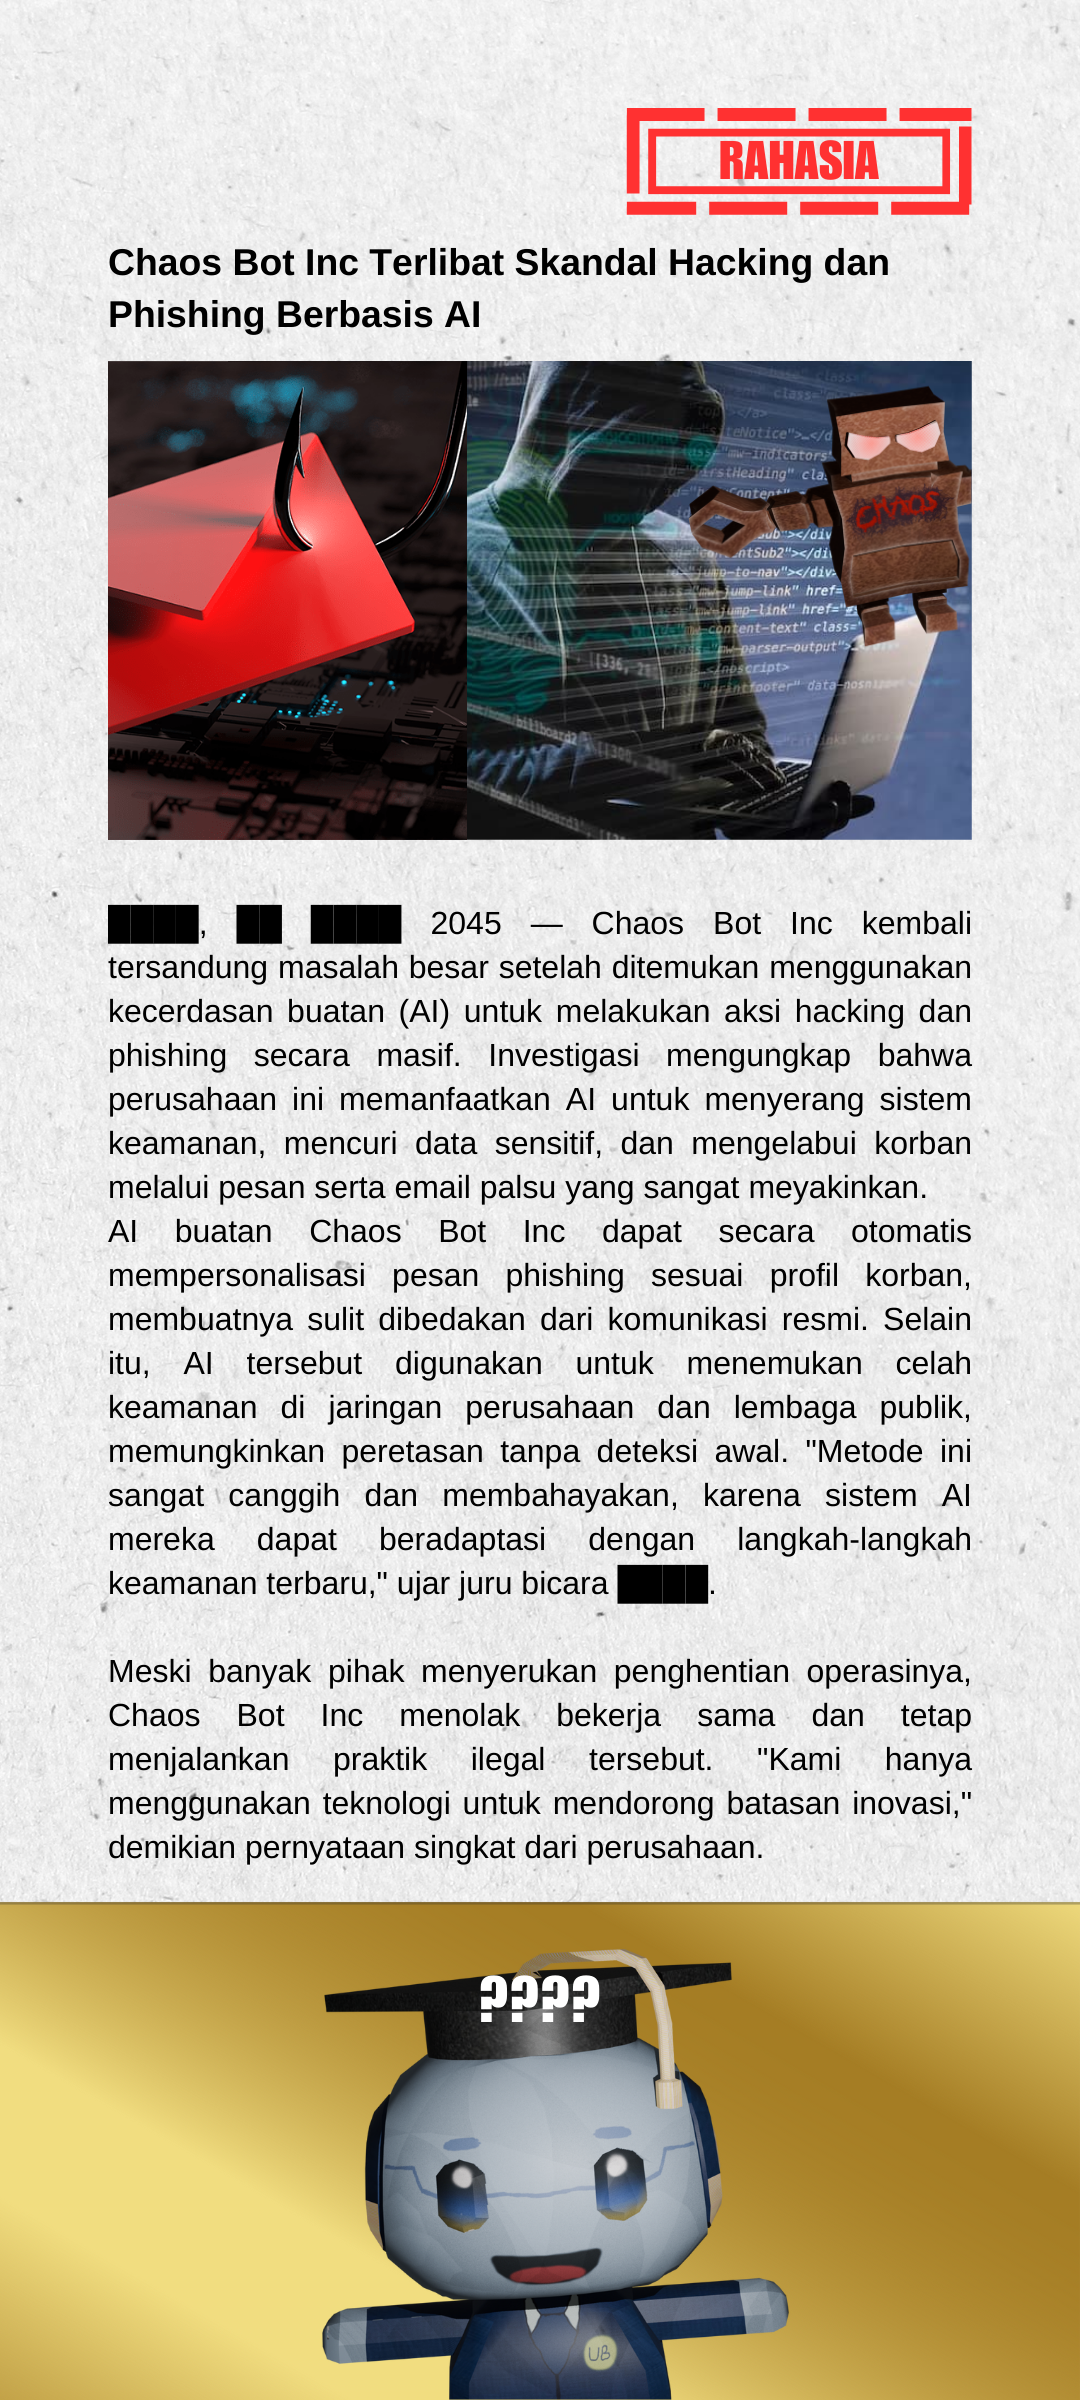 RAHASIA
Chaos Bot Inc Terlibat Skandal Hacking dan
Phishing Berbasis AI
CHAOS
████, ██ ████ 2045 — Chaos Bot Inc kembali
tersandung masalah besar setelah ditemukan menggunakan
kecerdasan buatan (AI) untuk melakukan aksi hacking dan
phishing secara masif. Investigasi mengungkap bahwa
perusahaan ini memanfaatkan AI untuk menyerang sistem
keamanan, mencuri data sensitif, dan mengelabui korban
melalui pesan serta email palsu yang sangat meyakinkan.
AI buatan Chaos Bot Inc dapat secara otomatis
mempersonalisasi pesan phishing sesuai profil korban,
membuatnya sulit dibedakan dari komunikasi resmi. Selain
itu, AI tersebut digunakan untuk menemukan celah
keamanan di jaringan perusahaan dan lembaga publik,
memungkinkan peretasan tanpa deteksi awal. "Metode ini
sangat canggih dan membahayakan, karena sistem AI
mereka dapat beradaptasi dengan langkah-langkah
keamanan terbaru," ujar juru bicara ████.
Meski banyak pihak menyerukan penghentian operasinya,
Chaos Bot Inc menolak bekerja sama dan tetap
menjalankan praktik ilegal tersebut. "Kami hanya
menggunakan teknologi untuk mendorong batasan inovasi,"
demikian pernyataan singkat dari perusahaan.
????
UB